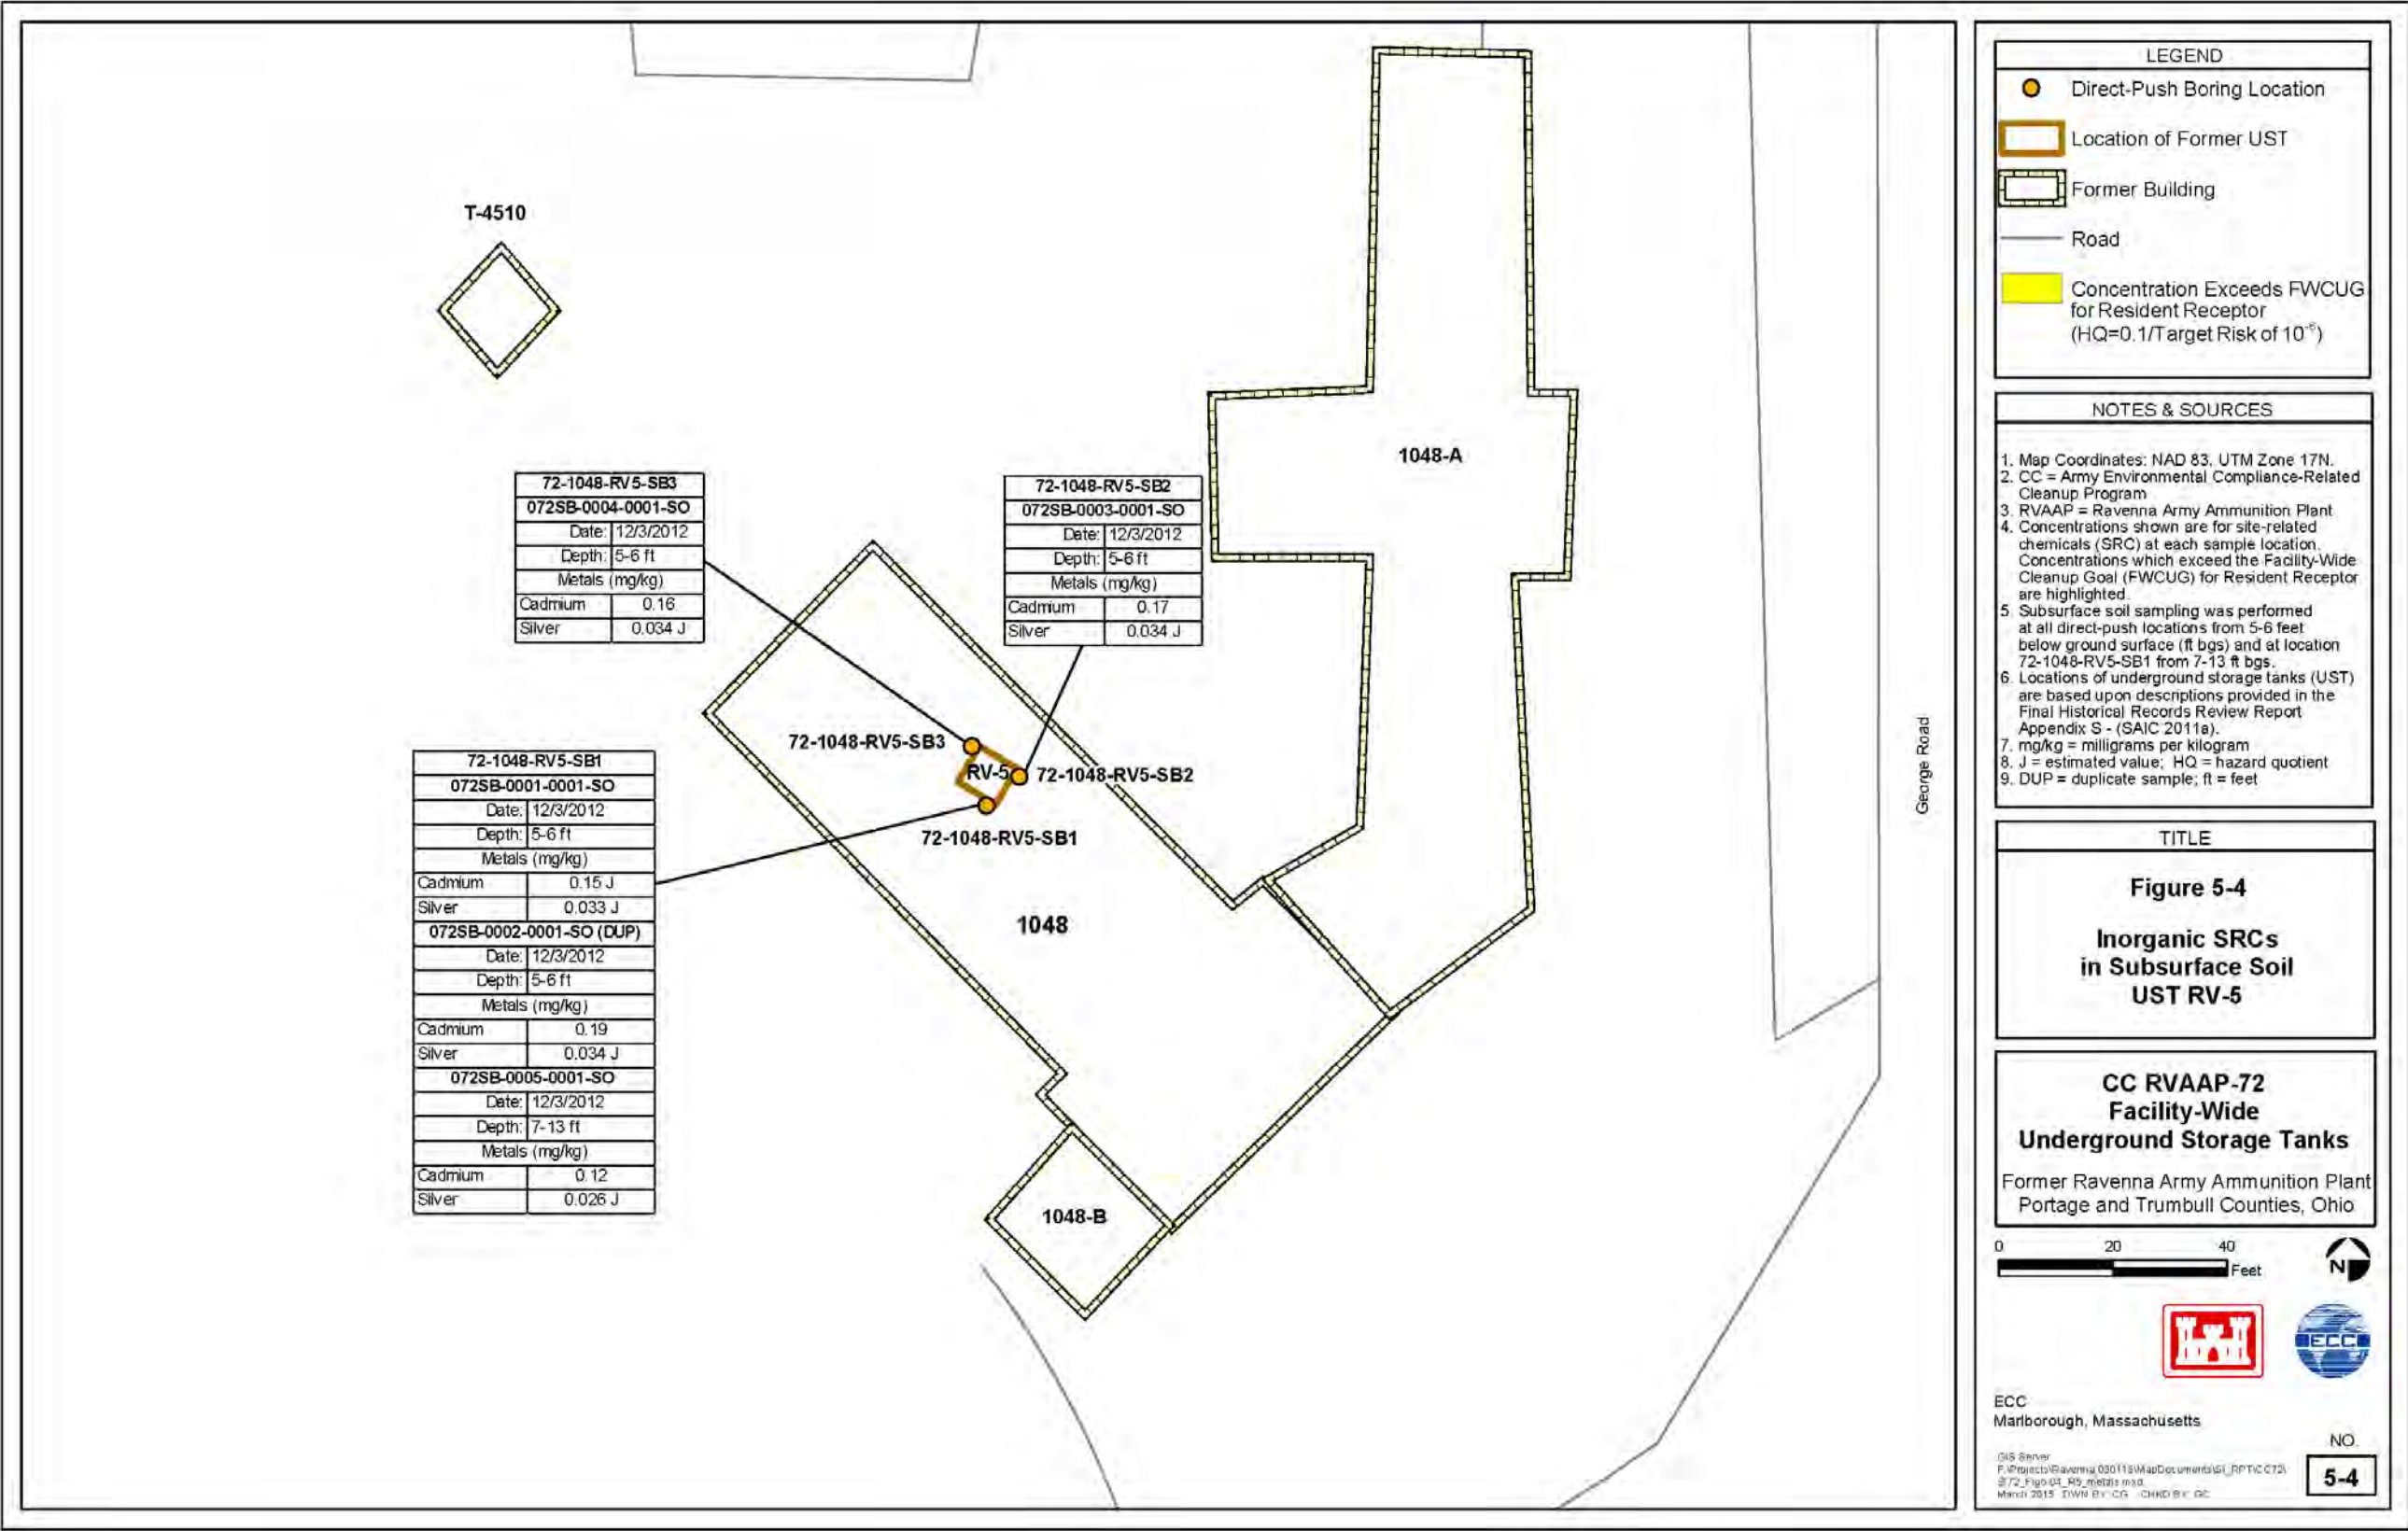 T-4510
1048-A
72-1048-RV5-SB3
072SB-0004-0001-SO
Date: 12/3/2012
Depth: 5-6 ft
Metals (mg/kg)
Cadmium 0.16
Silver 0.034 J
72-1048-RV5-SB2
072SB-0003-0001-SO
Date: 12/3/2012
Depth: 5-6 ft
Metals (mg/kg)
Cadmium 0.17
Silver 0.034 J
72-1048-RV5-SB3
RV-5
72-1048-RV5-SB2
72-1048-RV5-SB1
72-1048-RV5-SB1
072SB-0001-0001-SO
Date: 12/3/2012
Depth: 5-6 ft
Metals (mg/kg)
Cadmium 0.15 J
Silver 0.033 J
072SB-0002-0001-SO (DUP)
Date: 12/3/2012
Depth: 5-6 ft
Metals (mg/kg)
Cadmium 0.19
Silver 0.034 J
072SB-0005-0001-SO
Date: 12/3/2012
Depth: 7-13 ft
Metals (mg/kg)
Cadmium 0.12
Silver 0.026 J
1048
1048-B
George Road
LEGEND
Direct-Push Boring Location
Location of Former UST
Former Building
Road
Concentration Exceeds FWCUG
for Resident Receptor
(HQ=0.1/Target Risk of 10⁻⁶)
NOTES & SOURCES
1. Map Coordinates: NAD 83, UTM Zone 17N.
2. CC = Army Environmental Compliance-Related
Cleanup Program
3. RVAAP = Ravenna Army Ammunition Plant
4. Concentrations shown are for site-related
chemicals (SRC) at each sample location.
Concentrations which exceed the Facility-Wide
Cleanup Goal (FWCUG) for Resident Receptor
are highlighted.
5. Subsurface soil sampling was performed
at all direct-push locations from 5-6 feet
below ground surface (ft bgs) and at location
72-1048-RV5-SB1 from 7-13 ft bgs.
6. Locations of underground storage tanks (UST)
are based upon descriptions provided in the
Final Historical Records Review Report
Appendix S - (SAIC 2011a).
7. mg/kg = milligrams per kilogram
8. J = estimated value; HQ = hazard quotient
9. DUP = duplicate sample; ft = feet
TITLE
Figure 5-4
Inorganic SRCs
in Subsurface Soil
UST RV-5
CC RVAAP-72
Facility-Wide
Underground Storage Tanks
Former Ravenna Army Ammunition Plant
Portage and Trumbull Counties, Ohio
0 20 40
Feet
N
ECC
ECC
Marlborough, Massachusetts
GIS Server
March 2015 DWN BY: CG CHKD BY: GC
NO.
5-4